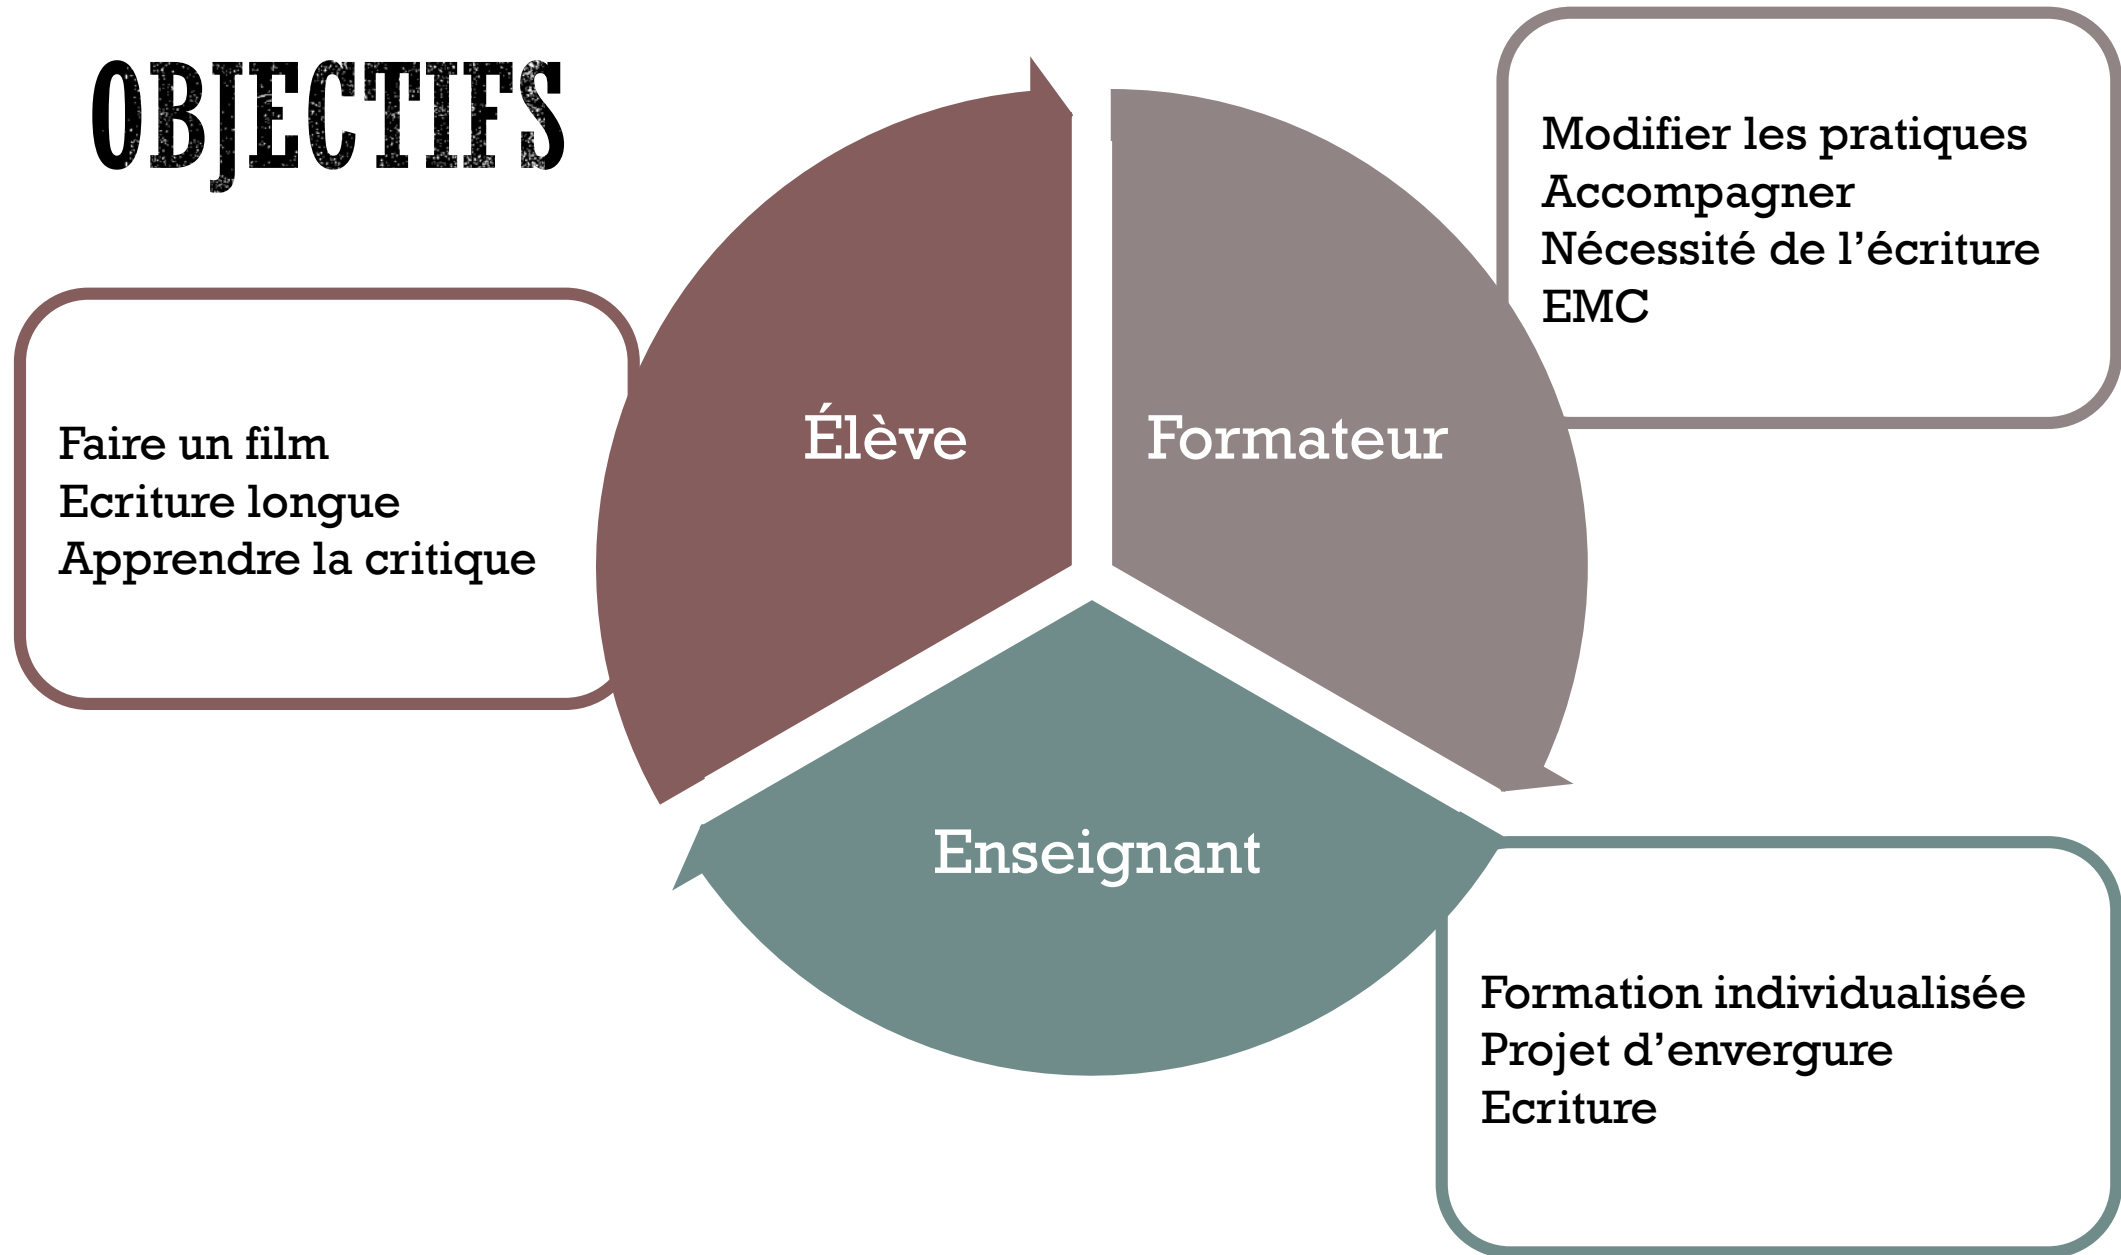 OBJECTIFS
Modifier les pratiques
Accompagner
Nécessité de l’écriture
EMC
Élève
Formateur
Faire un film
Ecriture longue
Apprendre la critique
Enseignant
Formation individualisée
Projet d’envergure
Ecriture